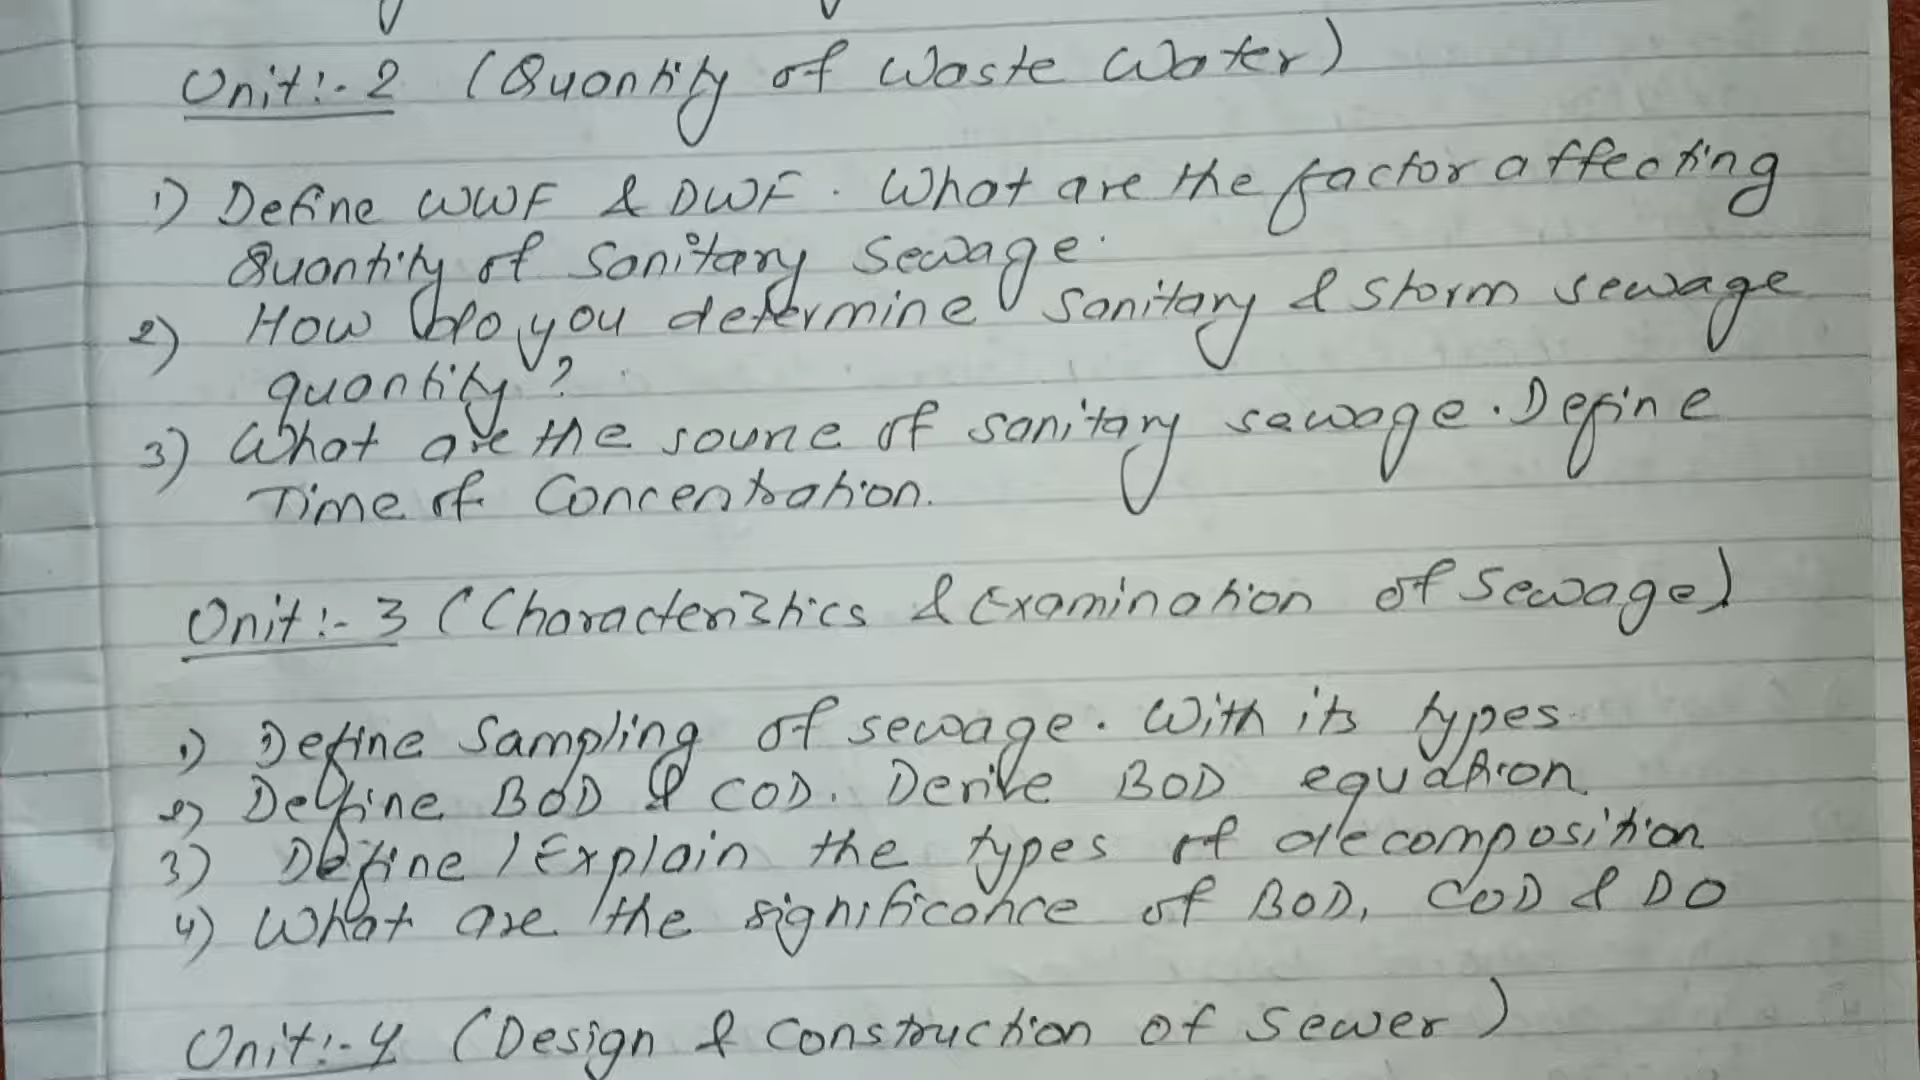 Unit:- 2 (Quantity of Waste Water)
1) Define WWF & DWF. What are the factor affecting
Quantity of Sanitary Sewage.
2) How do you determine Sanitary & storm sewage
quantity?
3) What are the sourre of sanitary sewage. Define
Time of Concentration.
Unit:- 3 (Characteristics & Examination of Sewage)
1) Define Sampling of sewage. With its types.
2) Define BOD & COD. Derive BOD equation
3) Define / Explain the types of decomposition
4) What are the significance of BOD, COD & DO
Unit:- 4 (Design & Construction of Sewer)